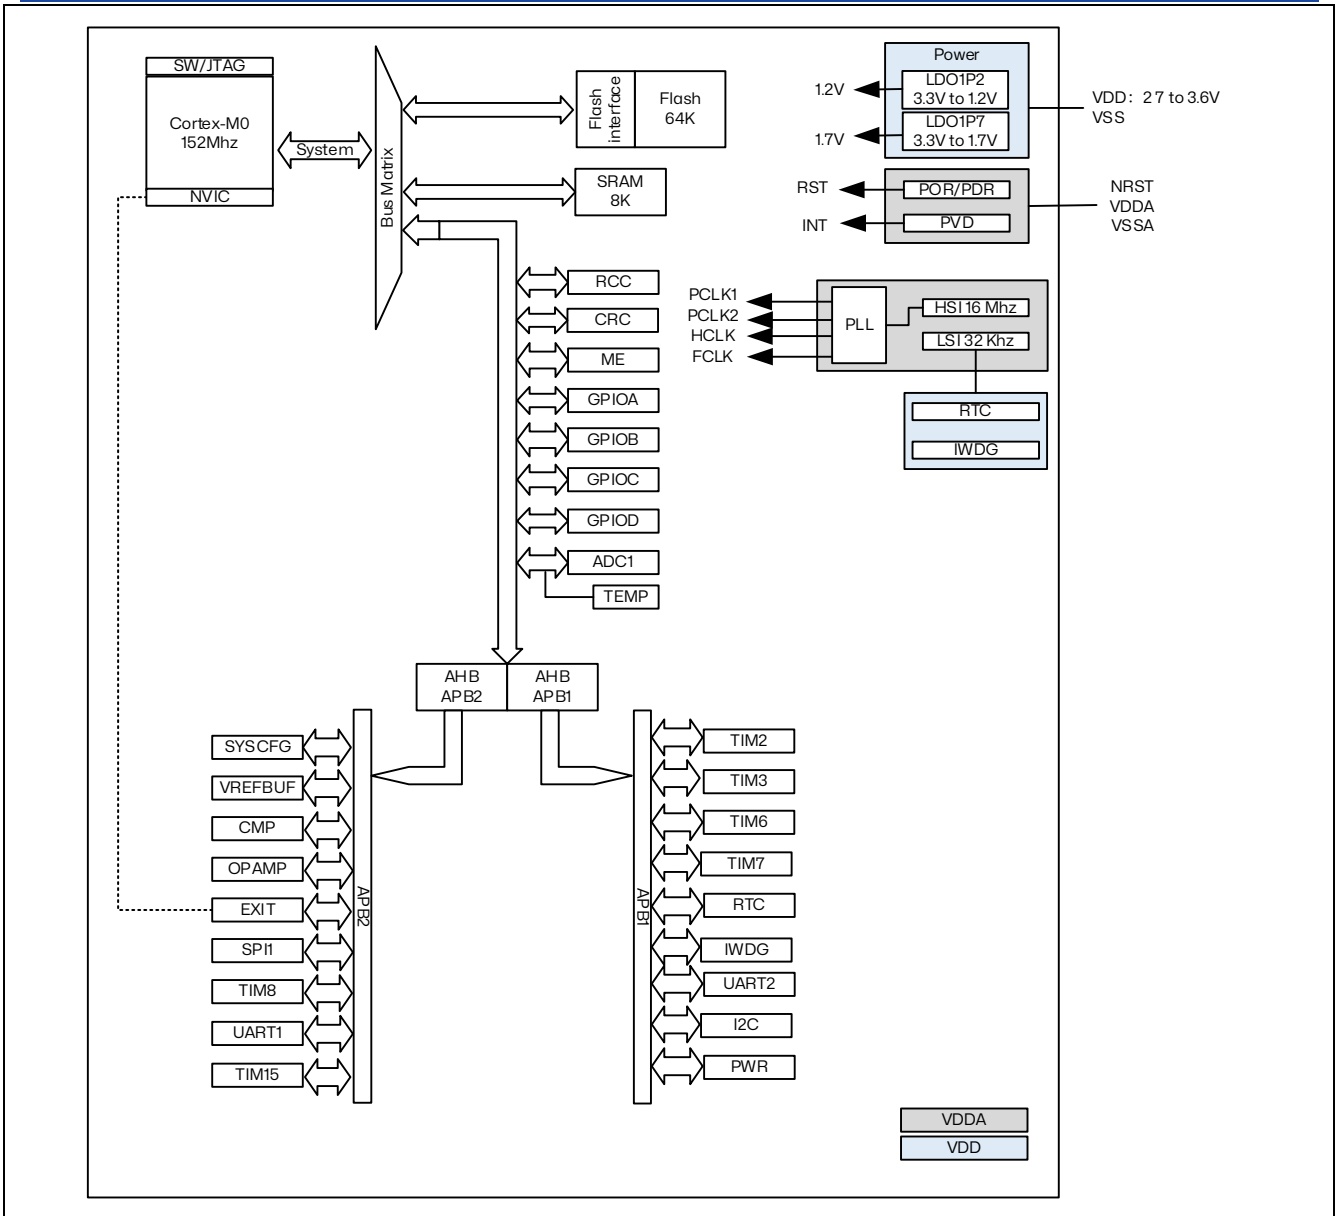 SW/JTAG
Cortex-M0
152Mhz
NVIC
System
Bus Matrix
Flash
interface
Flash
64K
SRAM
8K
RCC
CRC
ME
GPIOA
GPIOB
GPIOC
GPIOD
ADC1
TEMP
Power
LDO1P2
3.3V to 1.2V
LDO1P7
3.3V to 1.7V
1.2V
1.7V
VDD: 2 7 to 3.6V
VSS
RST
INT
POR/PDR
PVD
NRST
VDDA
VSSA
PCLK1
PCLK2
HCLK
FCLK
PLL
HSI 16 Mhz
LSI 32 Khz
RTC
IWDG
AHB
APB2
AHB
APB1
SYSCFG
VREFBUF
CMP
OPAMP
EXIT
SPI1
TIM8
UART1
TIM15
APB2
APB1
TIM2
TIM3
TIM6
TIM7
RTC
IWDG
UART2
I2C
PWR
VDDA
VDD